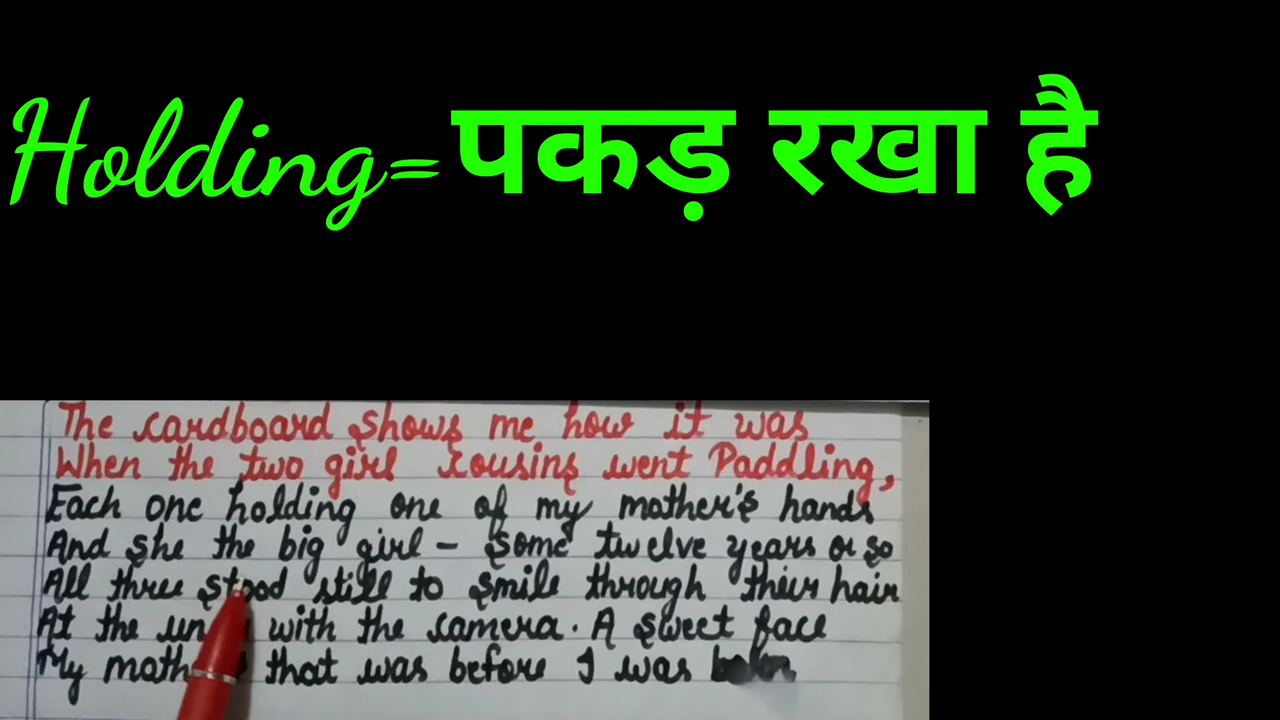 Holding=पकड़ रखा है
The cardboard shows me how it was
When the two girl cousins went Paddling,
Each one holding one of my mother's hands
And she the big girl - some twelve years or so
All three stood still to smile through their hair
At the with the camera. A sweet face
My that was before I was